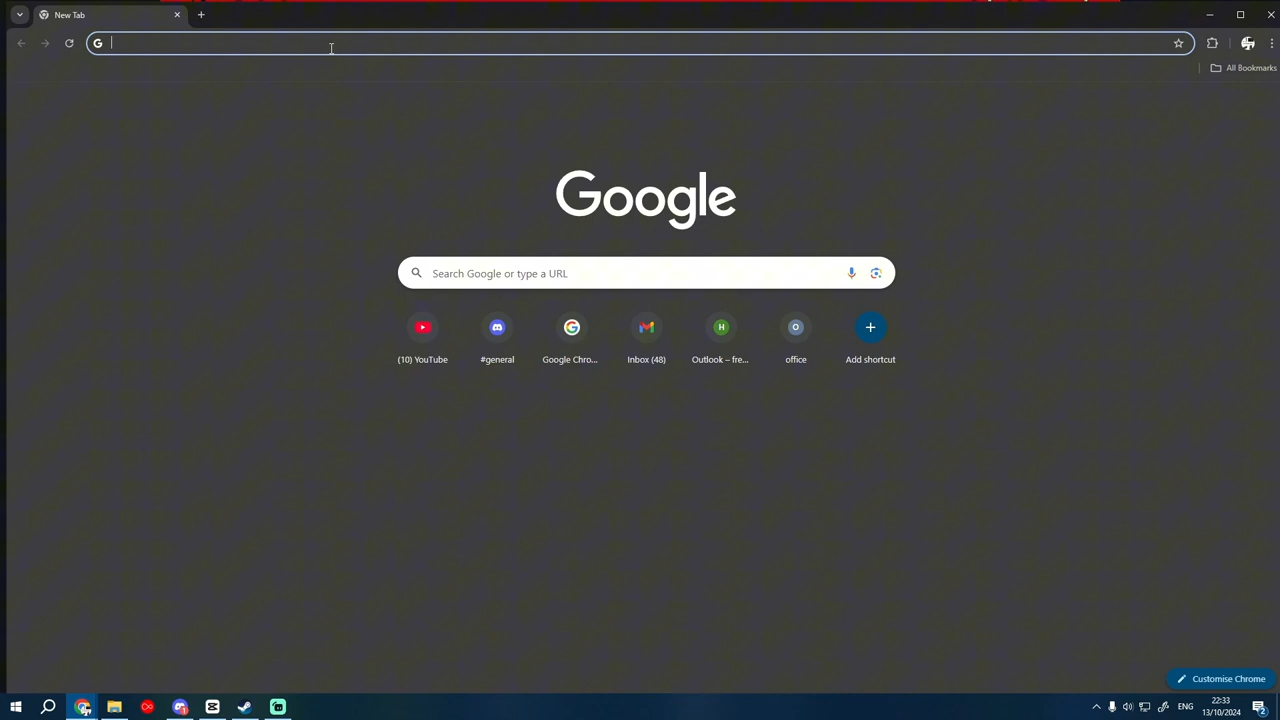 New Tab
All Bookmarks
Google
Search Google or type a URL
(10) YouTube
#general
Google Chro...
Inbox (48)
Outlook – fre...
office
Add shortcut
Customise Chrome
ENG
22:33
13/10/2024